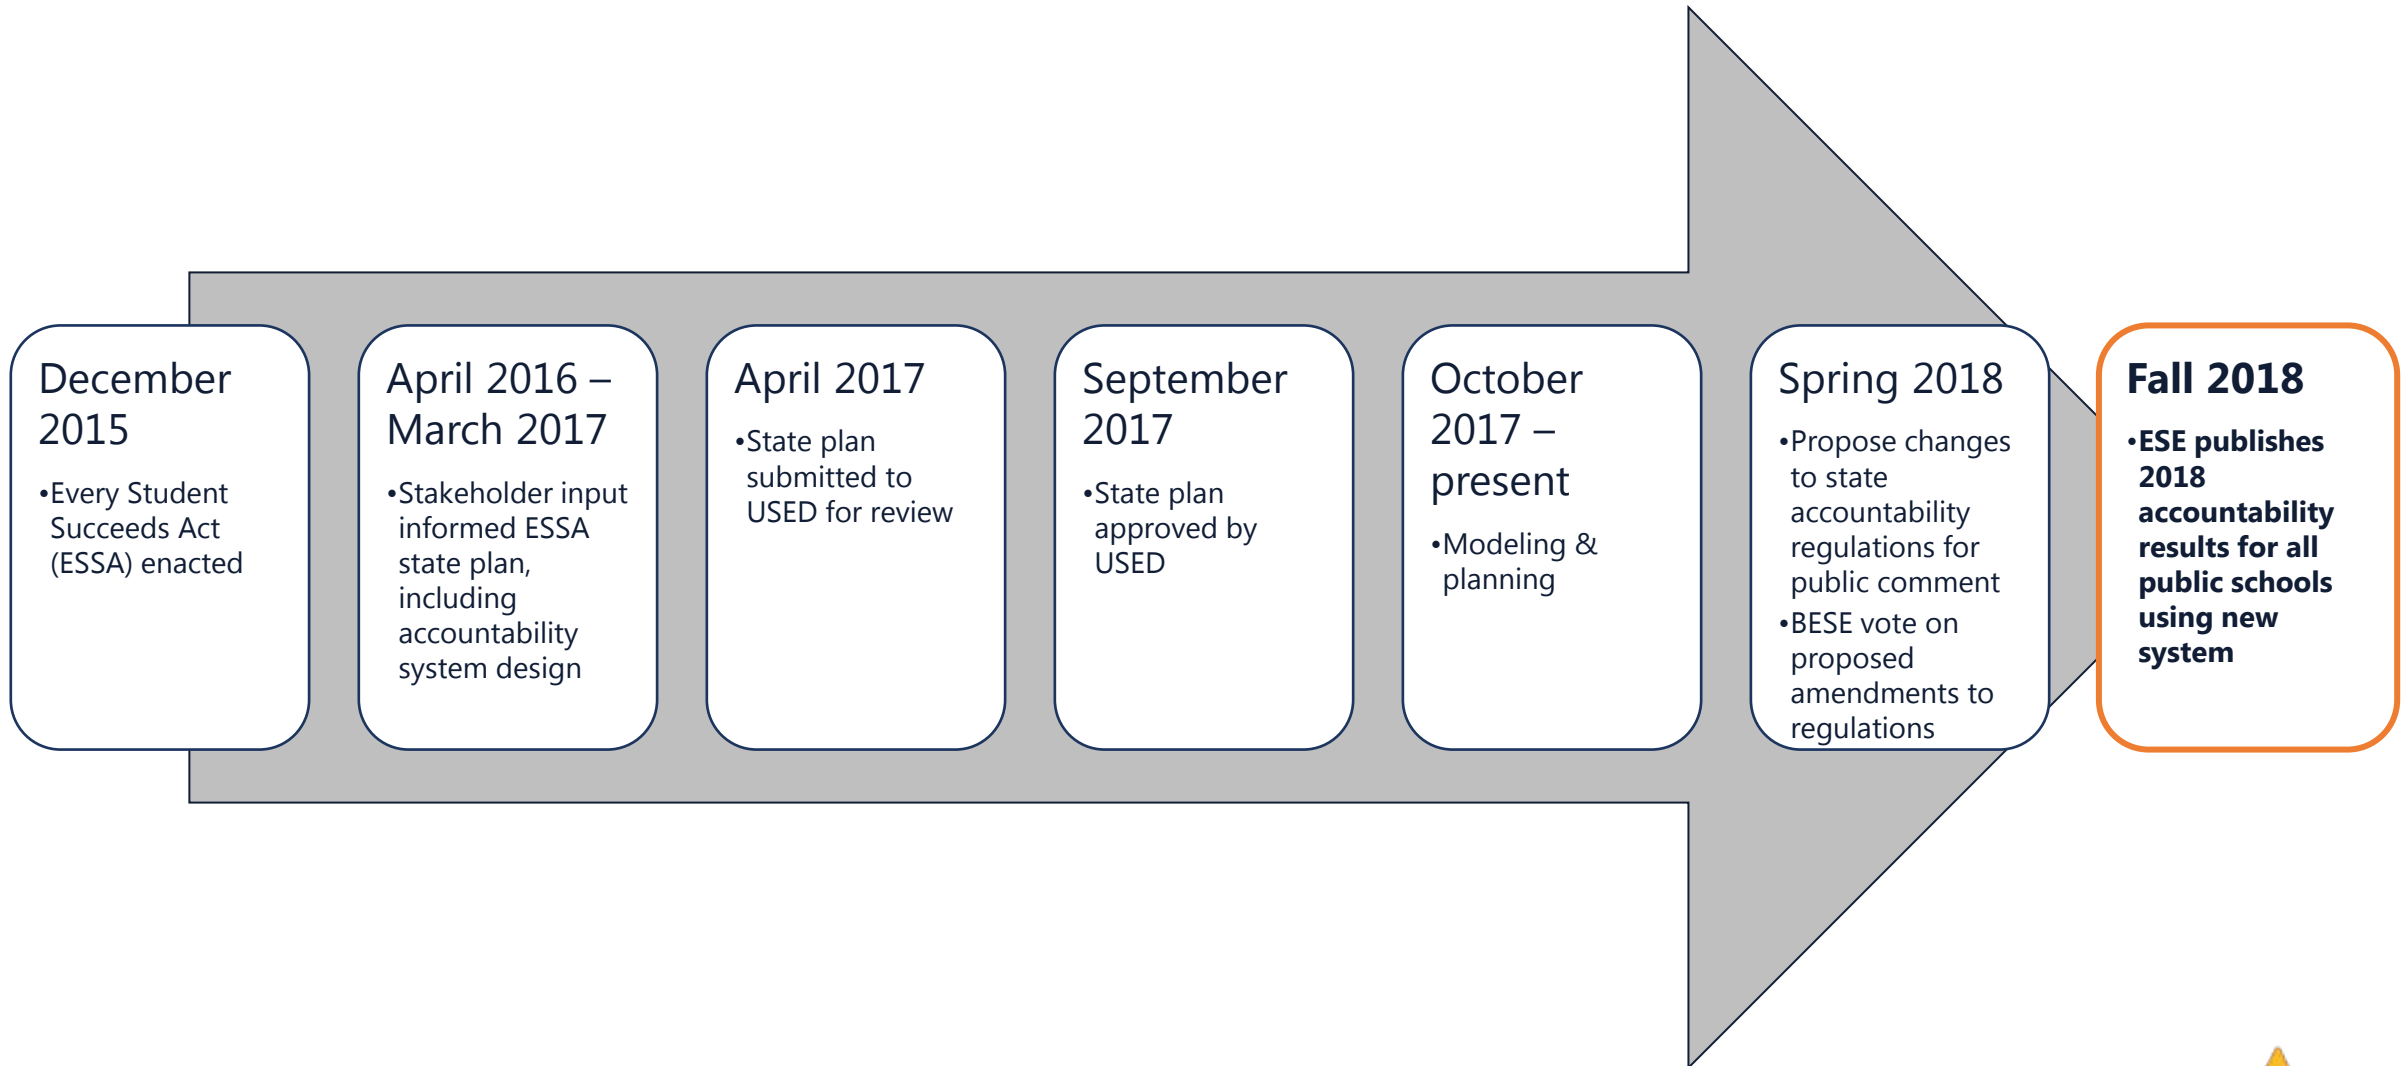 December
2015
•Every Student
Succeeds Act
(ESSA) enacted
April 2016 –
March 2017
•Stakeholder input
informed ESSA
state plan,
including
accountability
system design
April 2017
•State plan
submitted to
USED for review
September
2017
•State plan
approved by
USED
October
2017 –
present
•Modeling &
planning
Spring 2018
•Propose changes
to state
accountability
regulations for
public comment
•BESE vote on
proposed
amendments to
regulations
Fall 2018
•ESE publishes
2018
accountability
results for all
public schools
using new
system